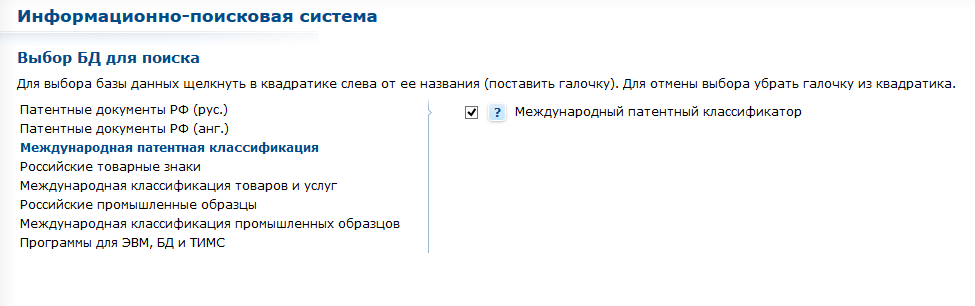 Информационно-поисковая система
Выбор БД для поиска
Для выбора базы данных щелкнуть в квадратике слева от ее названия (поставить галочку). Для отмены выбора убрать галочку из квадратика.
Патентные документы РФ (рус.)
Патентные документы РФ (анг.)
Международная патентная классификация
Российские товарные знаки
Международная классификация товаров и услуг
Российские промышленные образцы
Международная классификация промышленных образцов
Программы для ЭВМ, БД и ТИМС
? Международный патентный классификатор